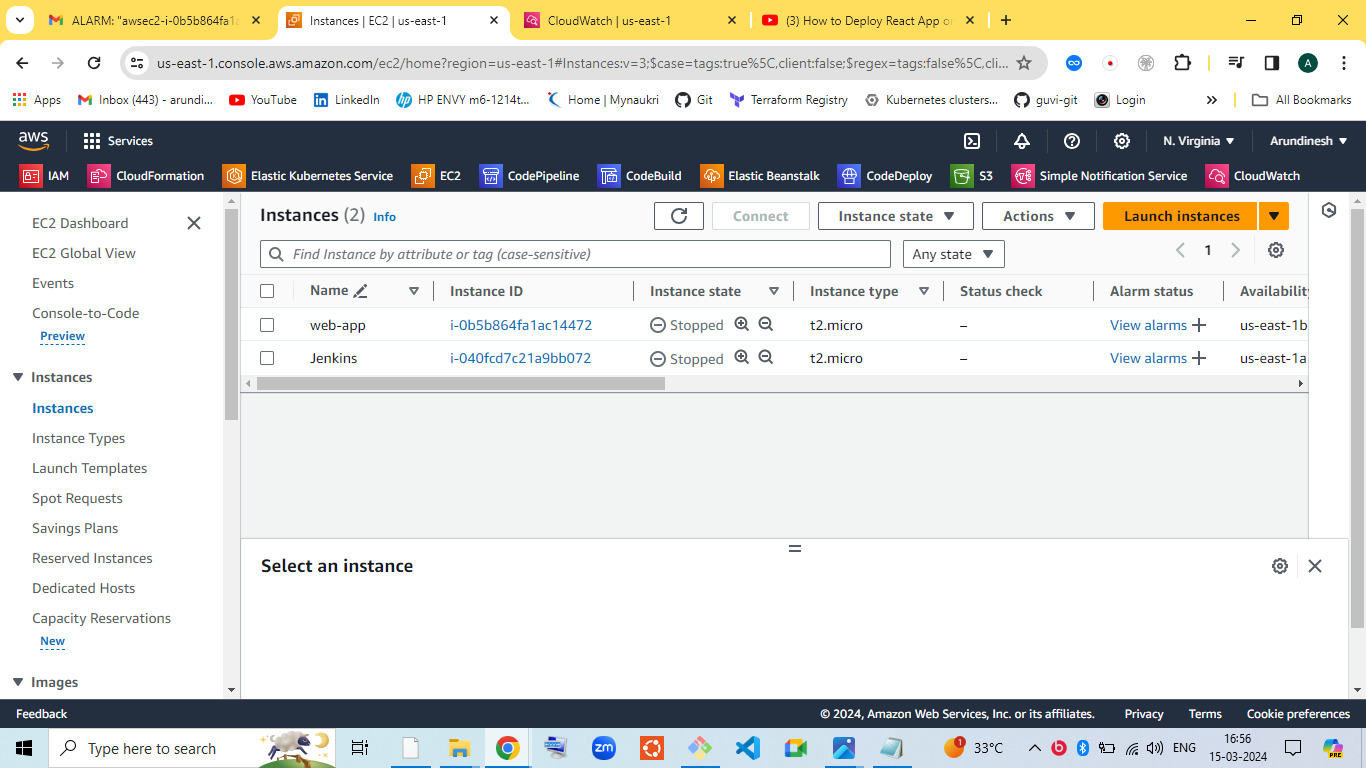 ALARM: "awsec2-i-0b5b864fa1a
Instances | EC2 | us-east-1
CloudWatch | us-east-1
(3) How to Deploy React App o
us-east-1.console.aws.amazon.com/ec2/home?region=us-east-1#Instances:v=3;$case=tags:true%5C,client:false;$regex=tags:false%5C,cli...
A
Apps
Inbox (443) - arundi...
YouTube
LinkedIn
HP ENVY m6-1214t...
Home | Mynaukri
Git
Terraform Registry
Kubernetes clusters...
guvi-git
Login
All Bookmarks
aws
Services
N. Virginia
Arundinesh
IAM
CloudFormation
Elastic Kubernetes Service
EC2
CodePipeline
CodeBuild
Elastic Beanstalk
CodeDeploy
S3
Simple Notification Service
CloudWatch
EC2 Dashboard
EC2 Global View
Events
Console-to-Code
Preview
Instances
Instances
Instance Types
Launch Templates
Spot Requests
Savings Plans
Reserved Instances
Dedicated Hosts
Capacity Reservations
New
Images
Instances (2) Info
Connect
Instance state
Actions
Launch instances
Find Instance by attribute or tag (case-sensitive)
Any state
1
Name Instance ID Instance state Instance type Status check Alarm status Availability
web-app i-0b5b864fa1ac14472 Stopped t2.micro – View alarms us-east-1b
Jenkins i-040fcd7c21a9bb072 Stopped t2.micro – View alarms us-east-1a
Select an instance
Feedback
© 2024, Amazon Web Services, Inc. or its affiliates.
Privacy
Terms
Cookie preferences
Type here to search
zm
1
33°C
ENG
16:56
15-03-2024
PRE